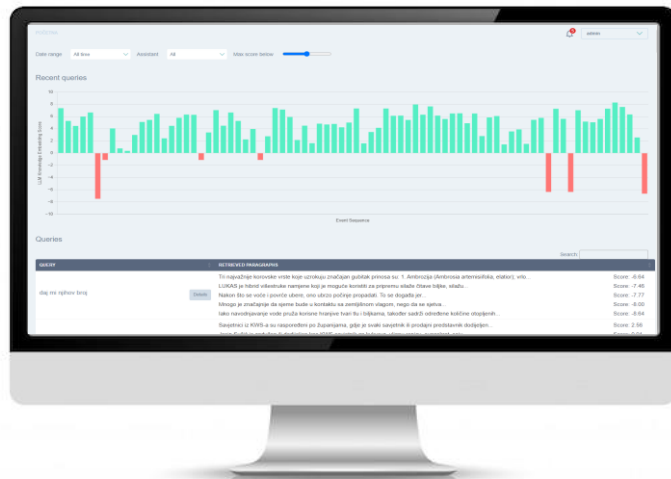 admin
Date range All time Assistant All Max score below
Recent queries
10
8
6
4
2
0
−2
−4
−6
−8
−10
LLM Knowledge Embedding Score
Event Sequence
Queries
Search:
QUERY RETRIEVED PARAGRAPHS
daj mi njihov broj Details
Tri najvažnije korovske vrste koje uzrokuju značajan gubitak prinosa su: 1. Ambrozija (Ambrosia artemisifolia, elatior), vrlo... Score: -6.64
LUKAS je hibrid višestruke namjene koji je moguće koristiti za pripremu silaže čitave biljke, silažu... Score: -7.46
Nakon što se voće i povrće ubere, ono ubrzo počinje propadati. To se događa jer... Score: -7.77
Mnogo je značajnije da sjeme bude u kontaktu sa zemljišnom vlagom, nego da se sjetva... Score: -8.00
Iako navodnjavanje vode pruža korisne hranjive tvari tlu i biljkama, također sadrži određene količine otopljenih... Score: -8.64
Savjetnici iz KWS-a su raspoređeni po županijama, gdje je svaki savjetnik ili prodajni predstavnik dodijeljen... Score: 2.56